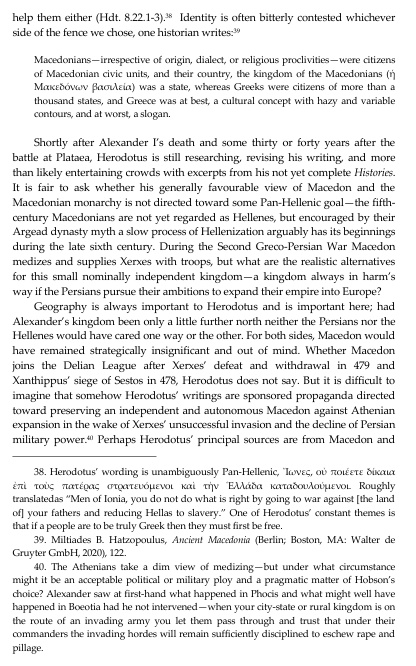 help them either (Hdt. 8.22.1-3).³⁸ Identity is often bitterly contested whichever
side of the fence we chose, one historian writes:³⁹
Macedonians—irrespective of origin, dialect, or religious proclivities—were citizens
of Macedonian civic units, and their country, the kingdom of the Macedonians (ἡ
Μακεδόνων βασιλεία) was a state, whereas Greeks were citizens of more than a
thousand states, and Greece was at best, a cultural concept with hazy and variable
contours, and at worst, a slogan.
Shortly after Alexander I's death and some thirty or forty years after the
battle at Plataea, Herodotus is still researching, revising his writing, and more
than likely entertaining crowds with excerpts from his not yet complete Histories.
It is fair to ask whether his generally favourable view of Macedon and the
Macedonian monarchy is not directed toward some Pan-Hellenic goal—the fifth-
century Macedonians are not yet regarded as Hellenes, but encouraged by their
Argead dynasty myth a slow process of Hellenization arguably has its beginnings
during the late sixth century. During the Second Greco-Persian War Macedon
medizes and supplies Xerxes with troops, but what are the realistic alternatives
for this small nominally independent kingdom—a kingdom always in harm's
way if the Persians pursue their ambitions to expand their empire into Europe?
Geography is always important to Herodotus and is important here; had
Alexander's kingdom been only a little further north neither the Persians nor the
Hellenes would have cared one way or the other. For both sides, Macedon would
have remained strategically insignificant and out of mind. Whether Macedon
joins the Delian League after Xerxes' defeat and withdrawal in 479 and
Xanthippus' siege of Sestos in 478, Herodotus does not say. But it is difficult to
imagine that somehow Herodotus' writings are sponsored propaganda directed
toward preserving an independent and autonomous Macedon against Athenian
expansion in the wake of Xerxes' unsuccessful invasion and the decline of Persian
military power.⁴⁰ Perhaps Herodotus' principal sources are from Macedon and
38. Herodotus' wording is unambiguously Pan-Hellenic, Ἴωνες, οὐ ποιέετε δίκαια
ἐπὶ τοὺς πατέρας στρατευόμενοι καὶ τὴν Ἑλλάδα καταδουλούμενοι. Roughly
translatedas "Men of Ionia, you do not do what is right by going to war against [the land
of] your fathers and reducing Hellas to slavery." One of Herodotus' constant themes is
that if a people are to be truly Greek then they must first be free.
39. Miltiades B. Hatzopoulus, Ancient Macedonia (Berlin; Boston, MA: Walter de
Gruyter GmbH, 2020), 122.
40. The Athenians take a dim view of medizing—but under what circumstance
might it be an acceptable political or military ploy and a pragmatic matter of Hobson's
choice? Alexander saw at first-hand what happened in Phocis and what might well have
happened in Boeotia had he not intervened—when your city-state or rural kingdom is on
the route of an invading army you let them pass through and trust that under their
commanders the invading hordes will remain sufficiently disciplined to eschew rape and
pillage.